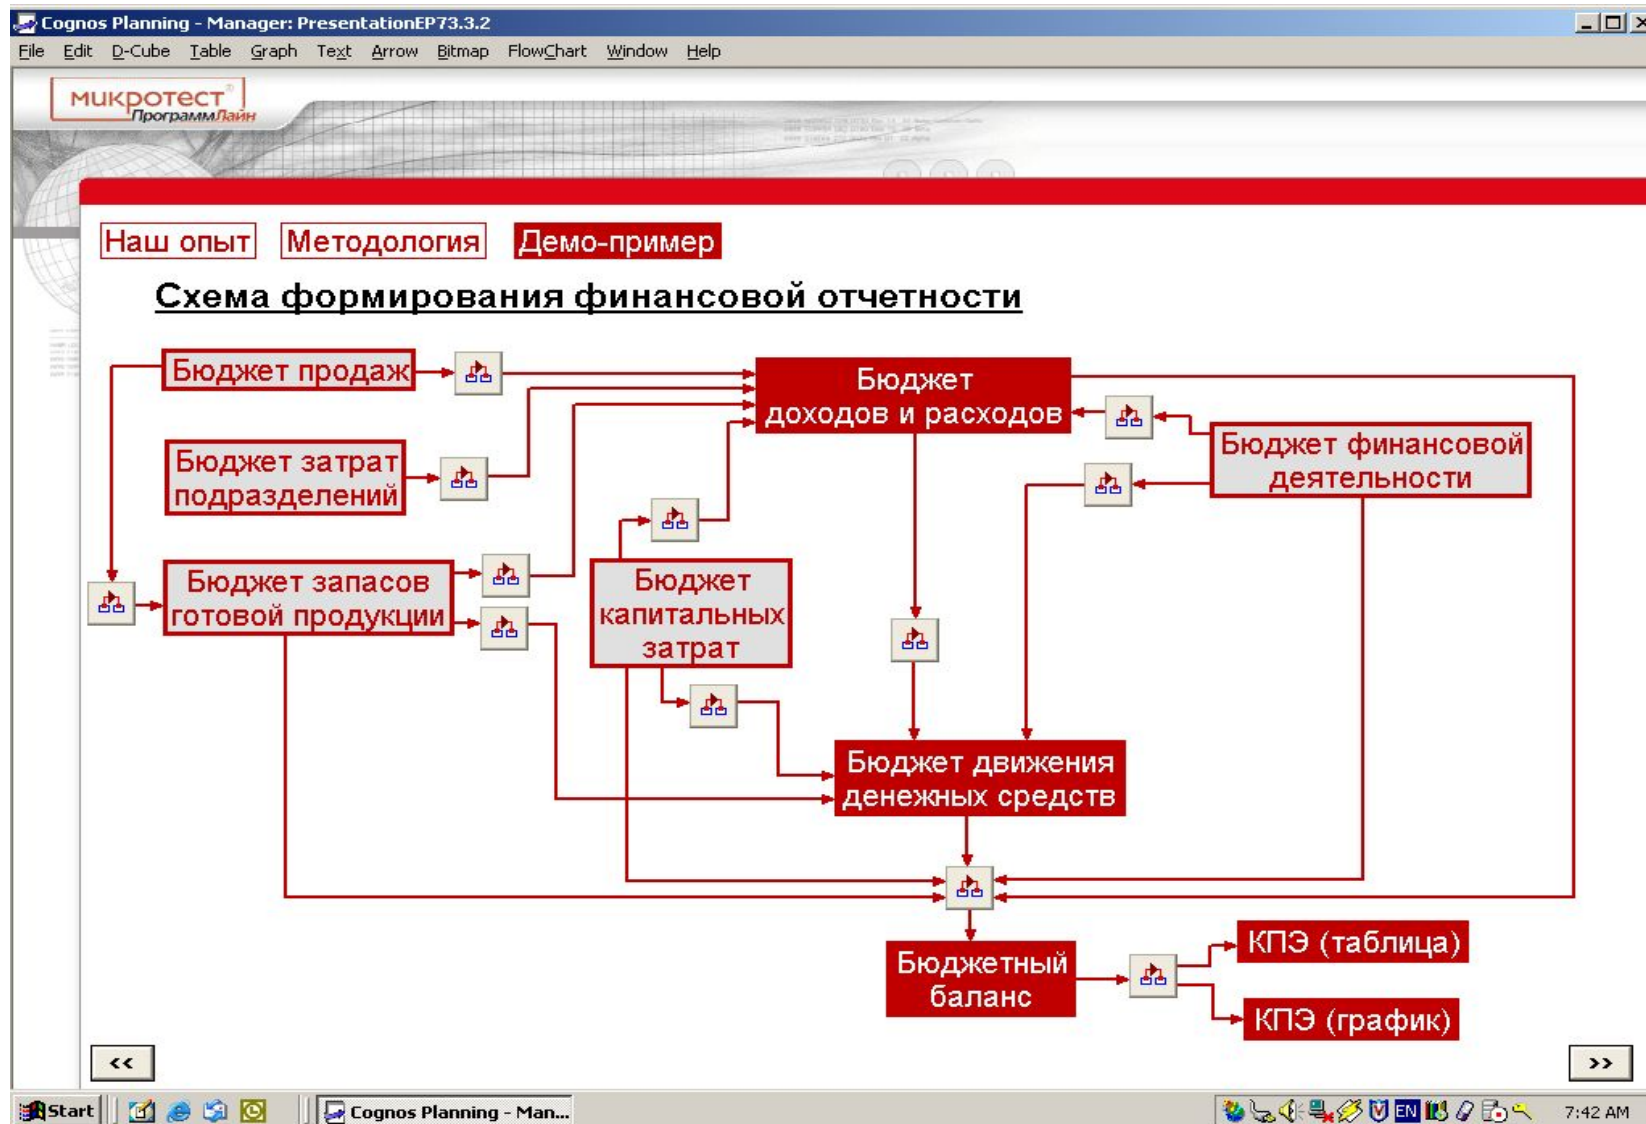 Cognos Planning - Manager: PresentationEP73.3.2
File Edit D-Cube Table Graph Text Arrow Bitmap FlowChart Window Help
микротест®
ПрограммЛайн
Наш опыт Методология Демо-пример
Схема формирования финансовой отчетности
Бюджет продаж
Бюджет
доходов и расходов
Бюджет финансовой
деятельности
Бюджет затрат
подразделений
Бюджет запасов
готовой продукции
Бюджет
капитальных
затрат
Бюджет движения
денежных средств
Бюджетный
баланс
КПЭ (таблица)
КПЭ (график)
<< >>
Start Cognos Planning - Man... EN 7:42 AM